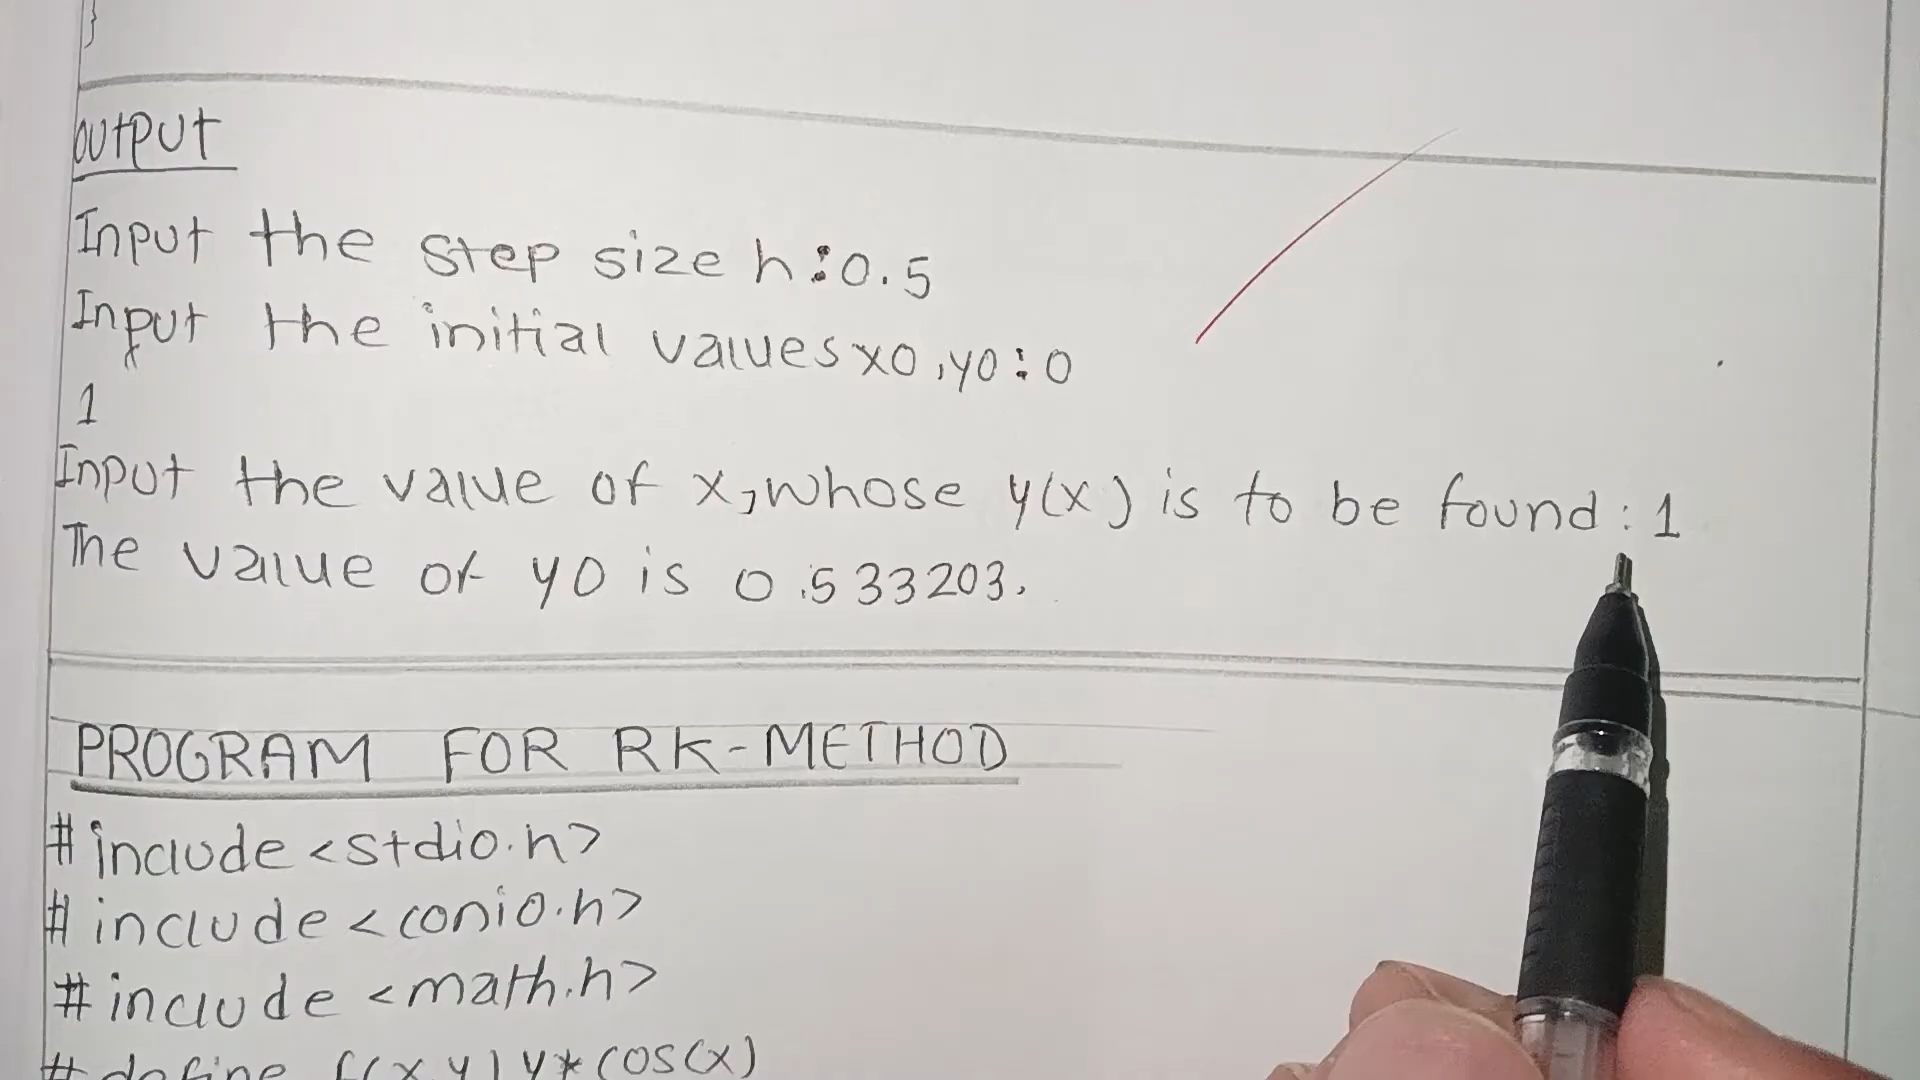 }
OUTPUT
Input the step size h:0.5
Input the initial values x0,y0:0
1
Input the value of x, whose y(x) is to be found:1
The value of y0 is 0.533203.
PROGRAM FOR RK-METHOD
#include <stdio.h>
#include <conio.h>
#include <math.h>
#define f(x,y) y*cos(x)